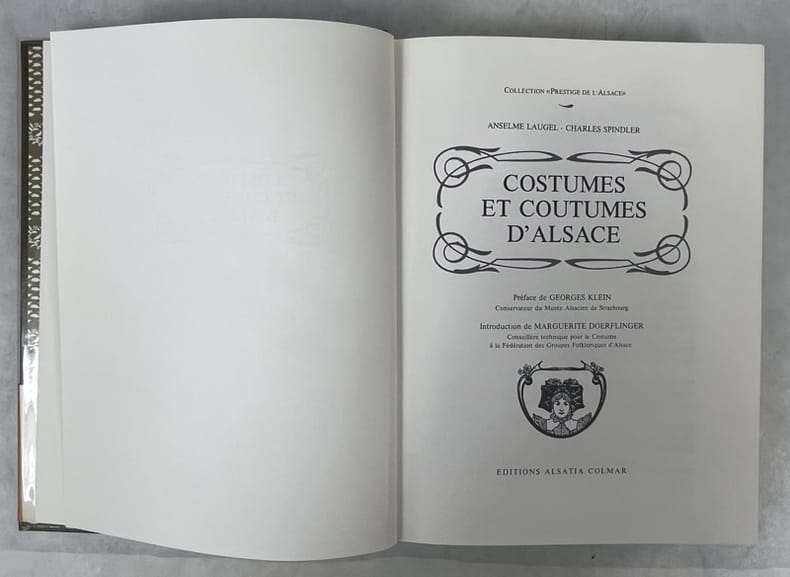 COLLECTION «PRESTIGE DE L'ALSACE»
ANSELME LAUGEL - CHARLES SPINDLER
COSTUMES
ET COUTUMES
D'ALSACE
Préface de GEORGES KLEIN
Conservateur du Musée Alsacien de Strasbourg
Introduction de MARGUERITE DOERFLINGER
Conseillère technique pour le Costume
à la Fédération des Groupes Folkloriques d'Alsace
EDITIONS ALSATIA COLMAR